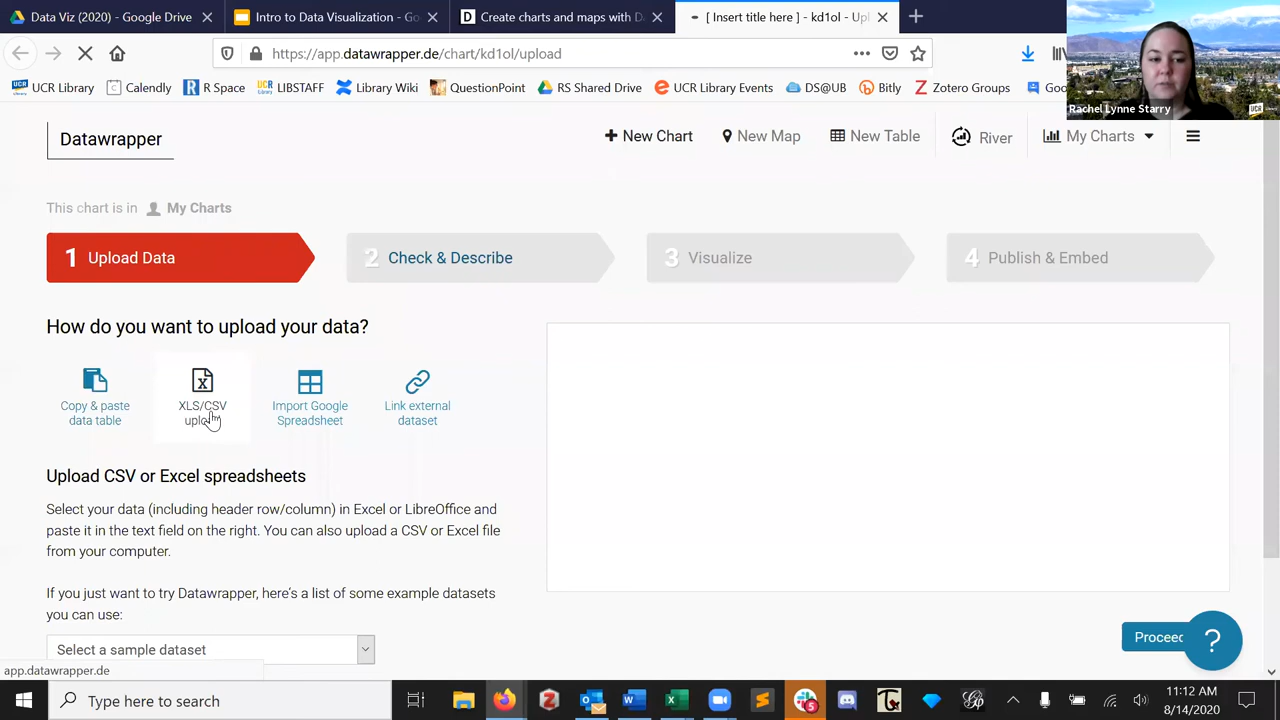 Data Viz (2020) - Google Drive
Intro to Data Visualization - Go
Create charts and maps with D
[ Insert title here ] - kd1ol - Upl
https://app.datawrapper.de/chart/kd1ol/upload
UCR Library
Calendly
R Space
LIBSTAFF
Library Wiki
QuestionPoint
RS Shared Drive
UCR Library Events
DS@UB
Bitly
Zotero Groups
Goo
Rachel Lynne Starry
UCR
Datawrapper
New Chart
New Map
New Table
River
My Charts
This chart is in My Charts
1 Upload Data
2 Check & Describe
3 Visualize
4 Publish & Embed
How do you want to upload your data?
Copy & paste
data table
XLS/CSV
upload
Import Google
Spreadsheet
Link external
dataset
Upload CSV or Excel spreadsheets
Select your data (including header row/column) in Excel or LibreOffice and
paste it in the text field on the right. You can also upload a CSV or Excel file
from your computer.
If you just want to try Datawrapper, here's a list of some example datasets
you can use:
Select a sample dataset
Proceed
?
app.datawrapper.de
Type here to search
11:12 AM
8/14/2020